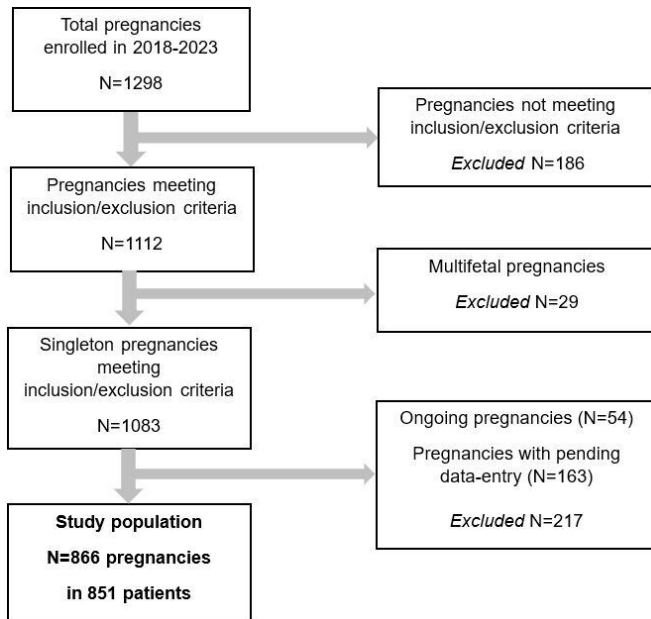 Total pregnancies
enrolled in 2018-2023
N=1298
Pregnancies not meeting
inclusion/exclusion criteria
Excluded N=186
Pregnancies meeting
inclusion/exclusion criteria
N=1112
Multifetal pregnancies
Excluded N=29
Singleton pregnancies
meeting
inclusion/exclusion criteria
N=1083
Ongoing pregnancies (N=54)
Pregnancies with pending
data-entry (N=163)
Excluded N=217
Study population
N=866 pregnancies
in 851 patients